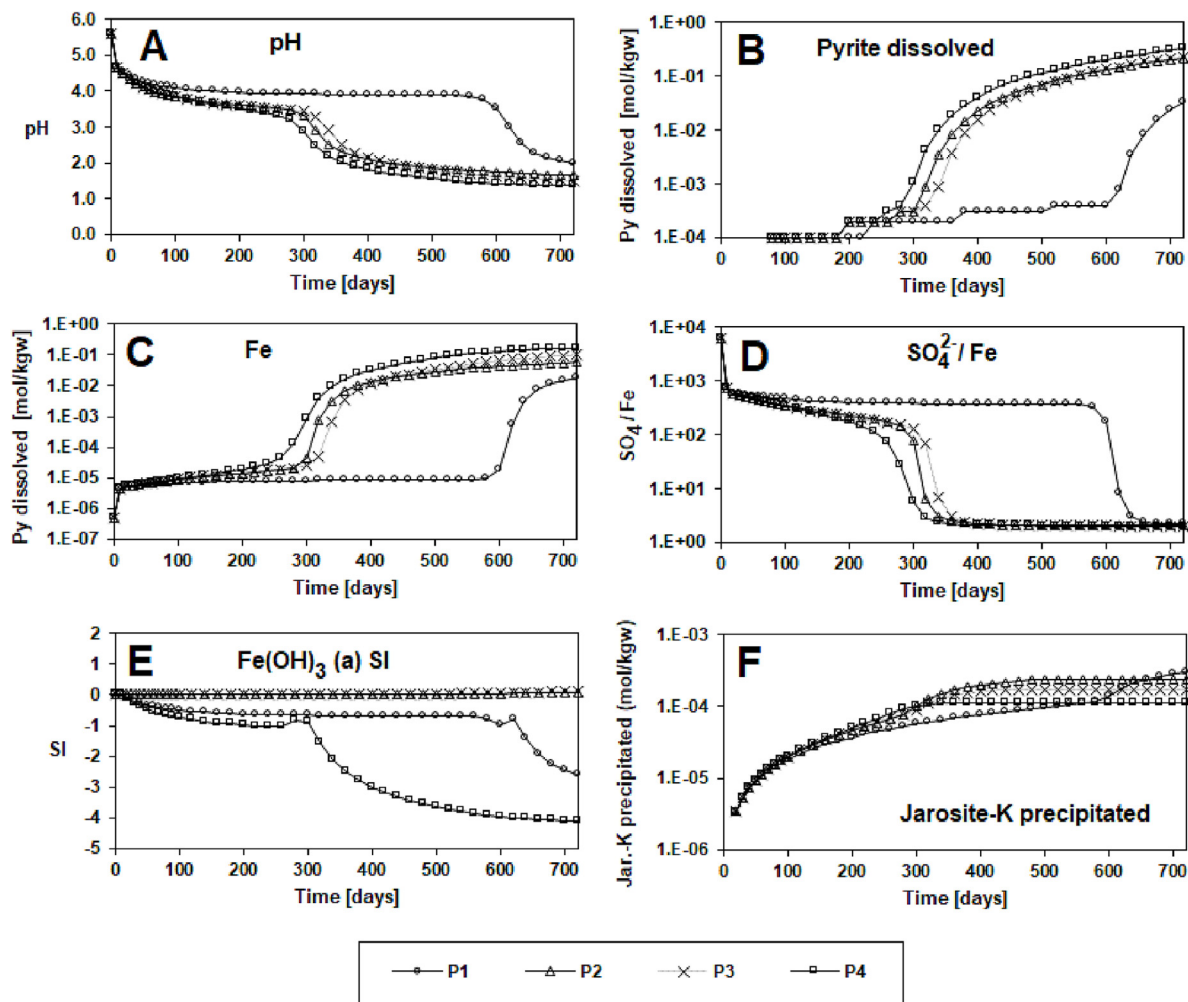 A
pH
6.0
5.0
4.0
3.0
2.0
1.0
0.0
pH
0 100 200 300 400 500 600 700
Time [days]
B
Pyrite dissolved
1.E+00
1.E-01
1.E-02
1.E-03
1.E-04
Py dissolved [mol/kgw]
0 100 200 300 400 500 600 700
Time [days]
C
Fe
1.E+00
1.E-01
1.E-02
1.E-03
1.E-04
1.E-05
1.E-06
1.E-07
Py dissolved [mol/kgw]
0 100 200 300 400 500 600 700
Time [days]
D
SO4^2-/ Fe
1.E+04
1.E+03
1.E+02
1.E+01
1.E+00
SO4 / Fe
0 100 200 300 400 500 600 700
Time [days]
E
Fe(OH)3 (a) SI
2
1
0
-1
-2
-3
-4
-5
SI
0 100 200 300 400 500 600 700
Time [days]
F
1.E-03
1.E-04
1.E-05
1.E-06
Jar.-K precipitated (mol/kgw)
Jarosite-K precipitated
0 100 200 300 400 500 600 700
Time [days]
P1 P2 P3 P4